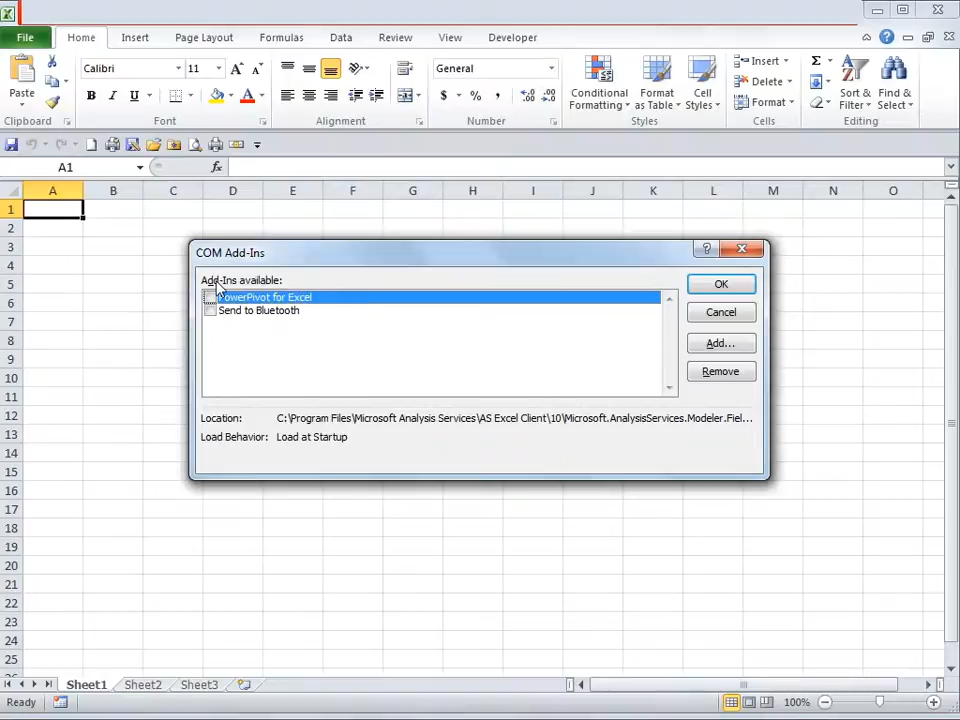 File Home Insert Page Layout Formulas Data Review View Developer
Paste
Calibri 11
B I U A
General
$ % ,
Conditional Formatting
Format as Table
Cell Styles
Insert
Delete
Format
Σ
Sort & Filter
Find & Select
Clipboard Font Alignment Number Styles Cells Editing
A1 fx
A B C D E F G H I J K L M N O
1
2
3
4
5
6
7
8
9
10
11
12
13
14
15
16
17
18
19
20
21
22
23
24
25
COM Add-Ins
Add-Ins available:
PowerPivot for Excel
Send to Bluetooth
OK
Cancel
Add...
Remove
Location: C:\Program Files\Microsoft Analysis Services\AS Excel Client\10\Microsoft.AnalysisServices.Modeler.Fiel...
Load Behavior: Load at Startup
Sheet1 Sheet2 Sheet3
Ready 100%